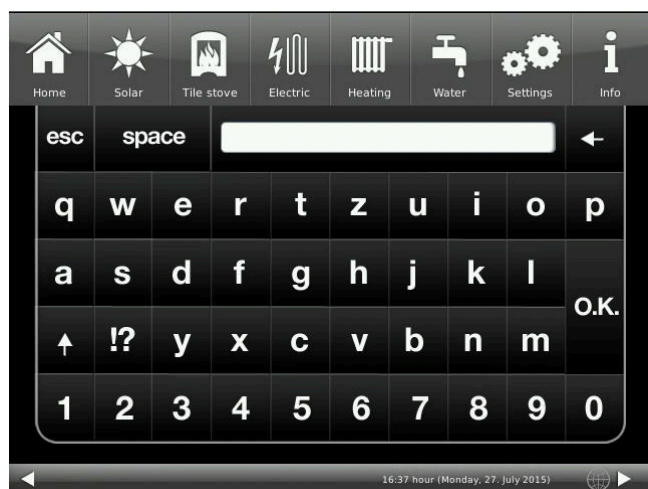 Home Solar Tile stove Electric Heating Water Settings Info
esc space
q w e r t z u i o p
a s d f g h j k l
O.K.
!? y x c v b n m
1 2 3 4 5 6 7 8 9 0
16:37 hour (Monday, 27. July 2015)